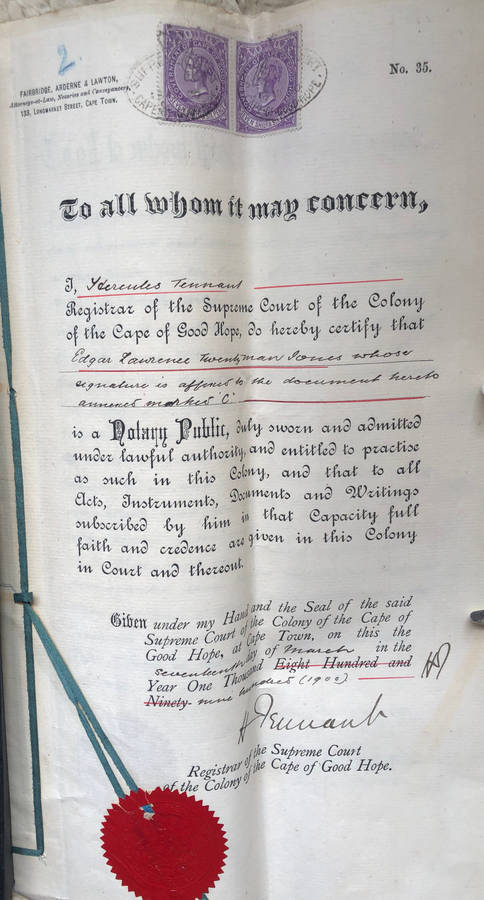 2.
No. 35.
FAIRBRIDGE, ARDERNE & LAWTON,
Attorneys-at-Law, Notaries and Conveyancers,
133, LONGMARKET STREET, CAPE TOWN.
To all whom it may concern,
I, Hercules Tennant
Registrar of the Supreme Court of the Colony
of the Cape of Good Hope, do hereby certify that
Edgar Lawrence Twentyman Jones whose
signature is affixed to the document hereto
annexed marked "C"
is a Notary Public, duly sworn and admitted
under lawful authority, and entitled to practise
as such in this Colony, and that to all
Acts, Instruments, Documents and Writings
subscribed by him in that Capacity full
faith and credence are given in this Colony
in Court and thereout.
Given under my Hand and the Seal of the said
Supreme Court of the Colony of the Cape of
Good Hope, at Cape Town, on this the
seventeenth day of March in the
Year One Thousand Eight Hundred and
Ninety- nine hundred (1900)
H Tennant
Registrar of the Supreme Court
of the Colony of the Cape of Good Hope.